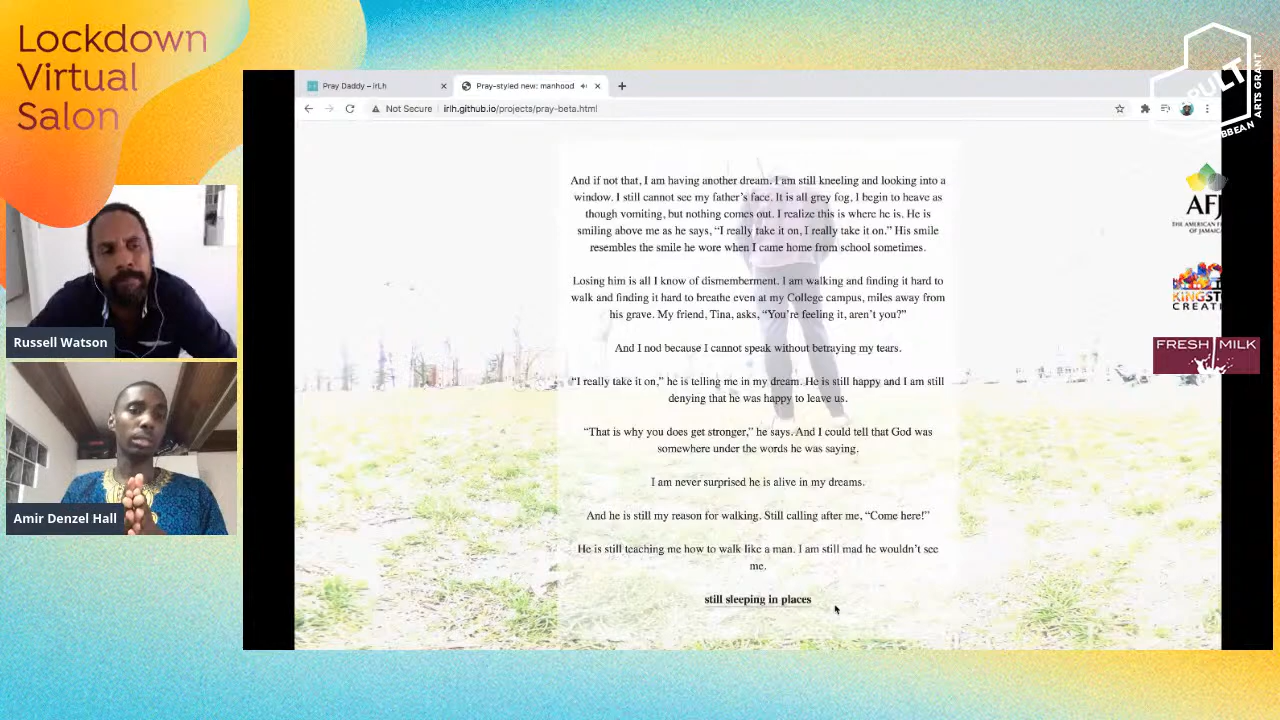 Lockdown
Virtual
Salon
Pray Daddy – IrLh
Pray-styled new: manhood
Not Secure
irlh.github.io/projects/pray-beta.html
And if not that, I am having another dream. I am still kneeling and looking into a
window. I still cannot see my father's face. It is all grey fog, I begin to heave as
though vomiting, but nothing comes out. I realize this is where he is. He is
smiling above me as he says, “I really take it on, I really take it on.” His smile
resembles the smile he wore when I came home from school sometimes.
Losing him is all I know of dismemberment. I am walking and finding it hard to
walk and finding it hard to breathe even at my College campus, miles away from
his grave. My friend, Tina, asks, “You're feeling it, aren't you?”
And I nod because I cannot speak without betraying my tears.
“I really take it on,” he is telling me in my dream. He is still happy and I am still
denying that he was happy to leave us.
“That is why you does get stronger,” he says. And I could tell that God was
somewhere under the words he was saying.
I am never surprised he is alive in my dreams.
And he is still my reason for walking. Still calling after me, “Come here!”
He is still teaching me how to walk like a man. I am still mad he wouldn't see
me.
still sleeping in places
Russell Watson
Amir Denzel Hall
PULT
BBEAN
ARTS GRANT
AFJ
THE AMERICAN F
OF JAMAICA
KINGST
CREATI
FRESH MILK